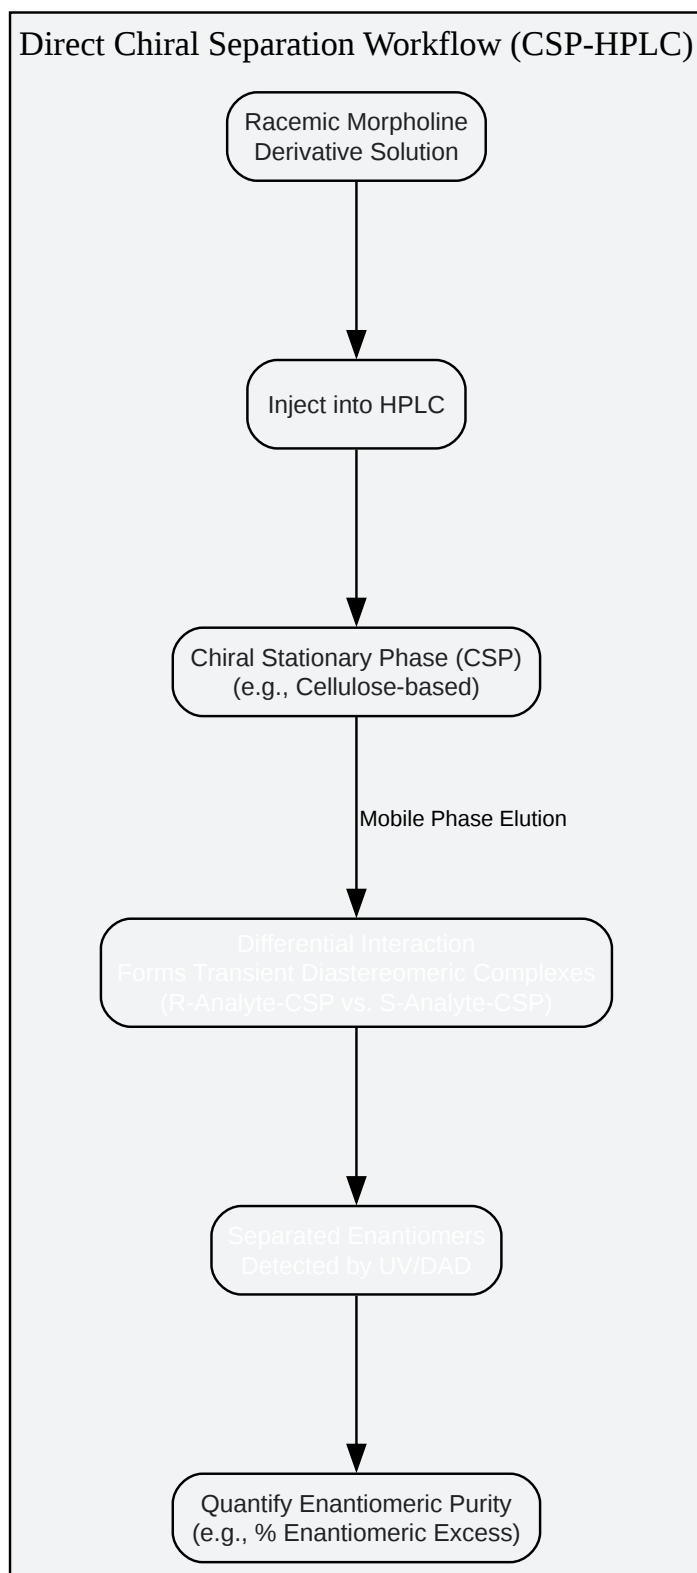 Direct Chiral Separation Workflow (CSP-HPLC)
Racemic Morpholine
Derivative Solution
Inject into HPLC
Chiral Stationary Phase (CSP)
(e.g., Cellulose-based)
Mobile Phase Elution
Differential Interaction
Forms Transient Diastereomeric Complexes
(R-Analyte-CSP vs. S-Analyte-CSP)
Separated Enantiomers
Detected by UV/DAD
Quantify Enantiomeric Purity
(e.g., % Enantiomeric Excess)